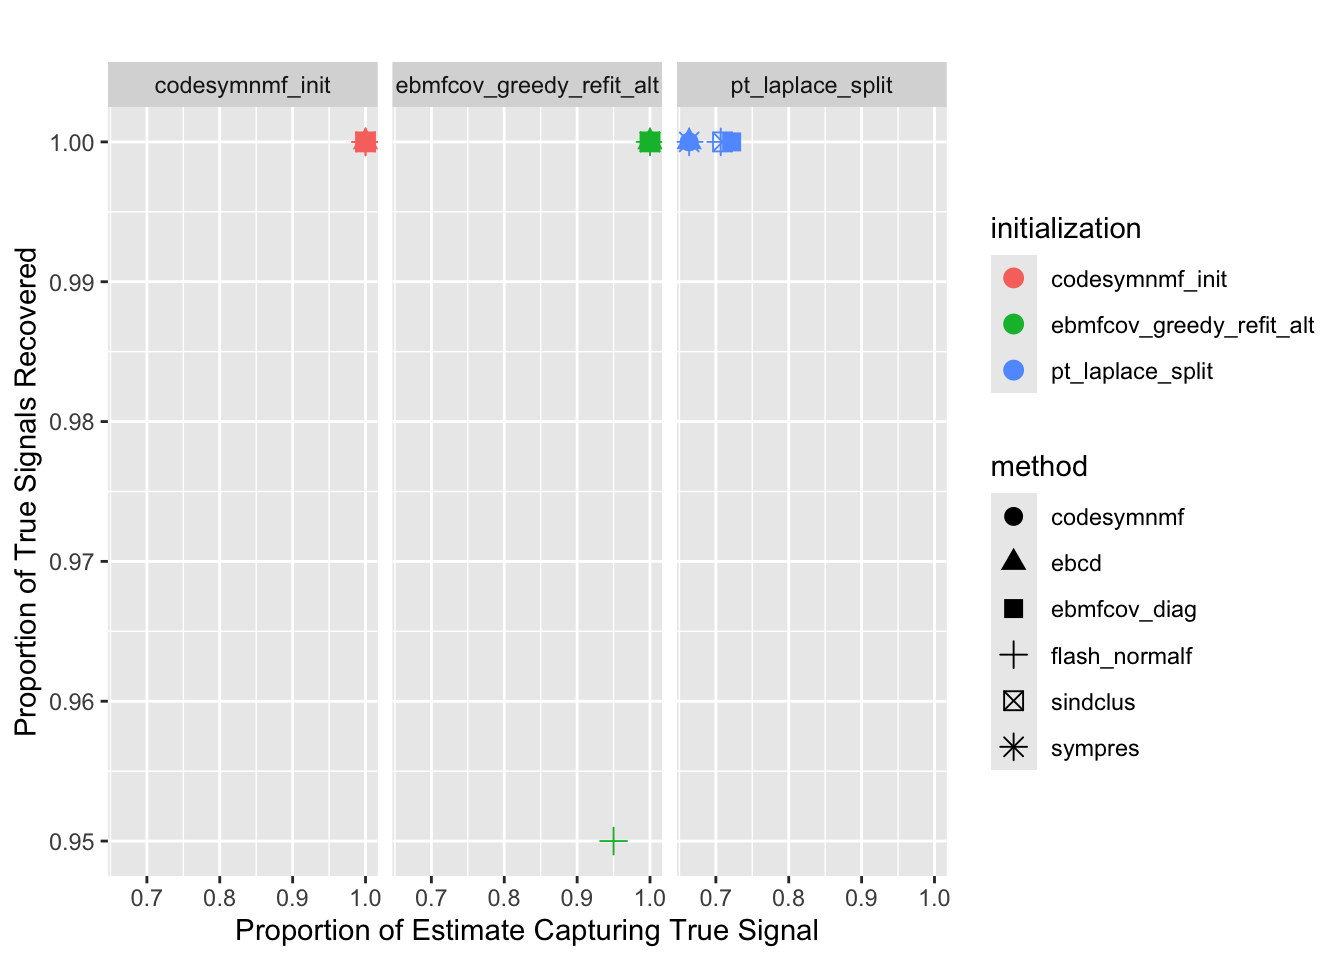 codesymnmf_init
ebmfcov_greedy_refit_alt
pt_laplace_split
1.00
0.99
0.98
0.97
0.96
0.95
Proportion of True Signals Recovered
0.7 0.8 0.9 1.0
0.7 0.8 0.9 1.0
0.7 0.8 0.9 1.0
Proportion of Estimate Capturing True Signal
initialization
codesymnmf_init
ebmfcov_greedy_refit_alt
pt_laplace_split
method
codesymnmf
ebcd
ebmfcov_diag
flash_normalf
sindclus
sympres